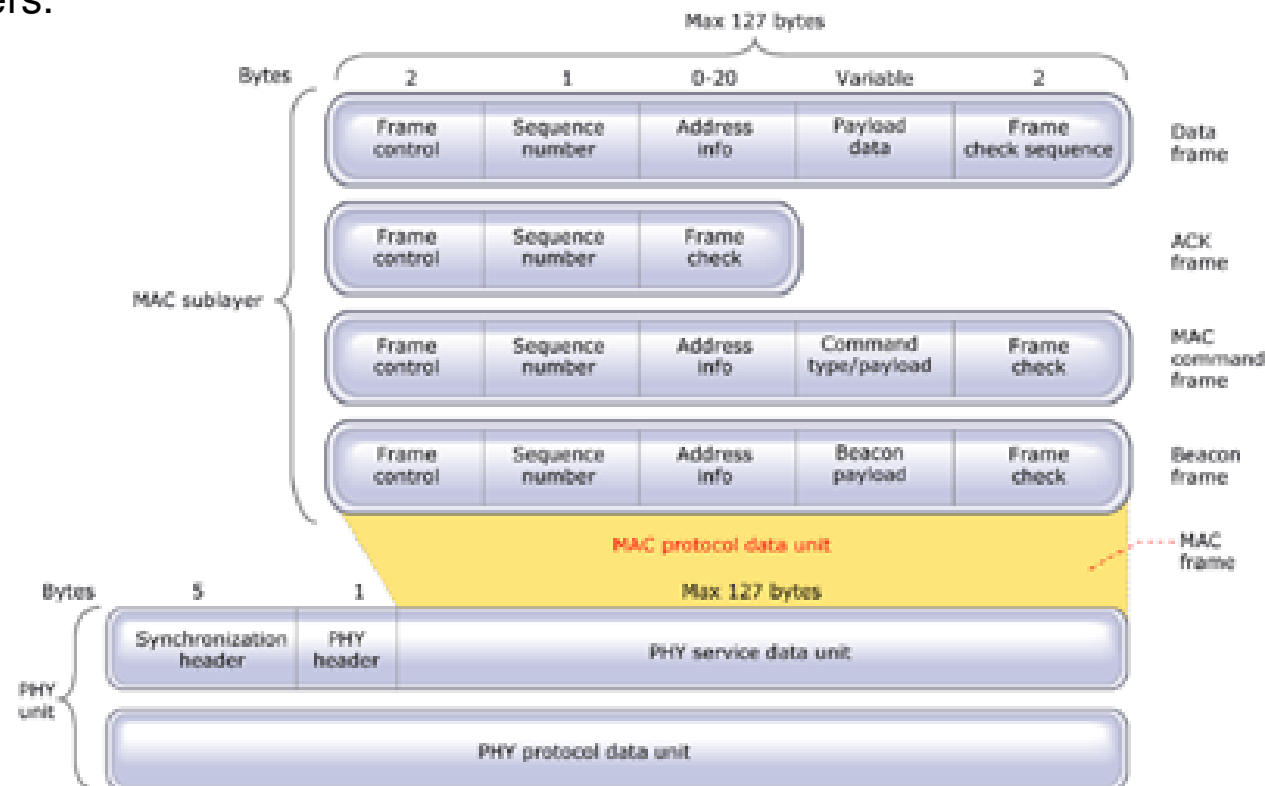 ers.
Max 127 bytes
Bytes 2 1 0-20 Variable 2
Frame control
Sequence number
Address info
Payload data
Frame check sequence
Data frame
Frame control
Sequence number
Frame check
ACK frame
MAC sublayer
Frame control
Sequence number
Address info
Command type/payload
Frame check
MAC command frame
Frame control
Sequence number
Address info
Beacon payload
Frame check
Beacon frame
MAC protocol data unit
MAC frame
Bytes 5 1 Max 127 bytes
Synchronization header
PHY header
PHY service data unit
PHY unit
PHY protocol data unit